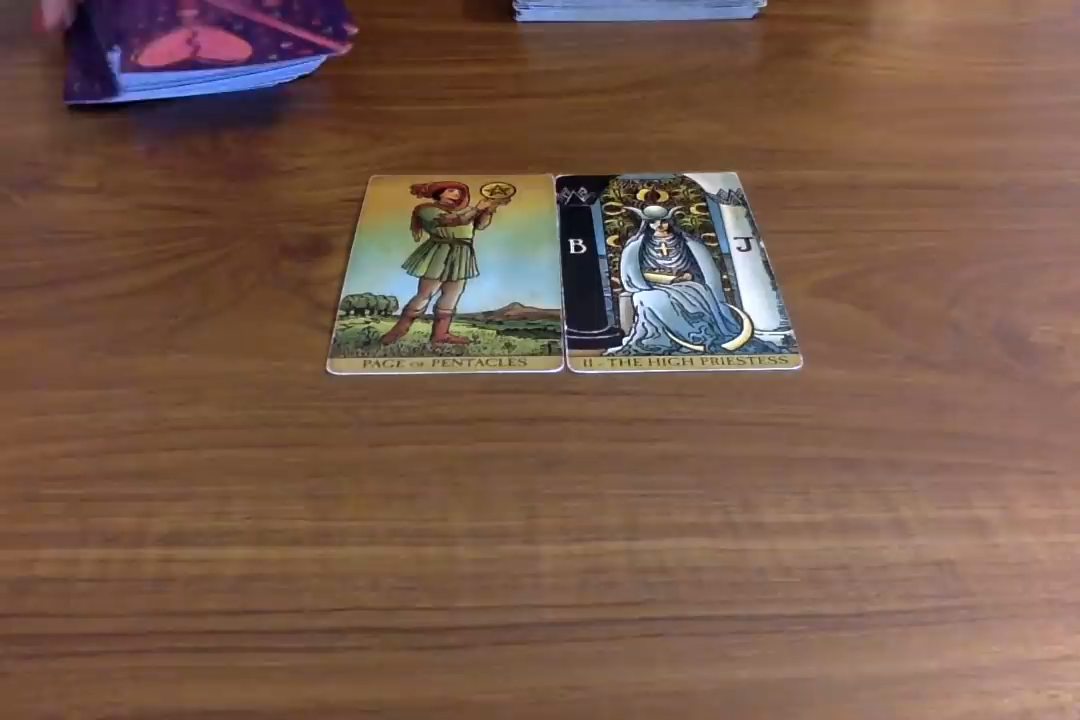 B
J
PAGE OF PENTACLES
II - THE HIGH PRIESTESS